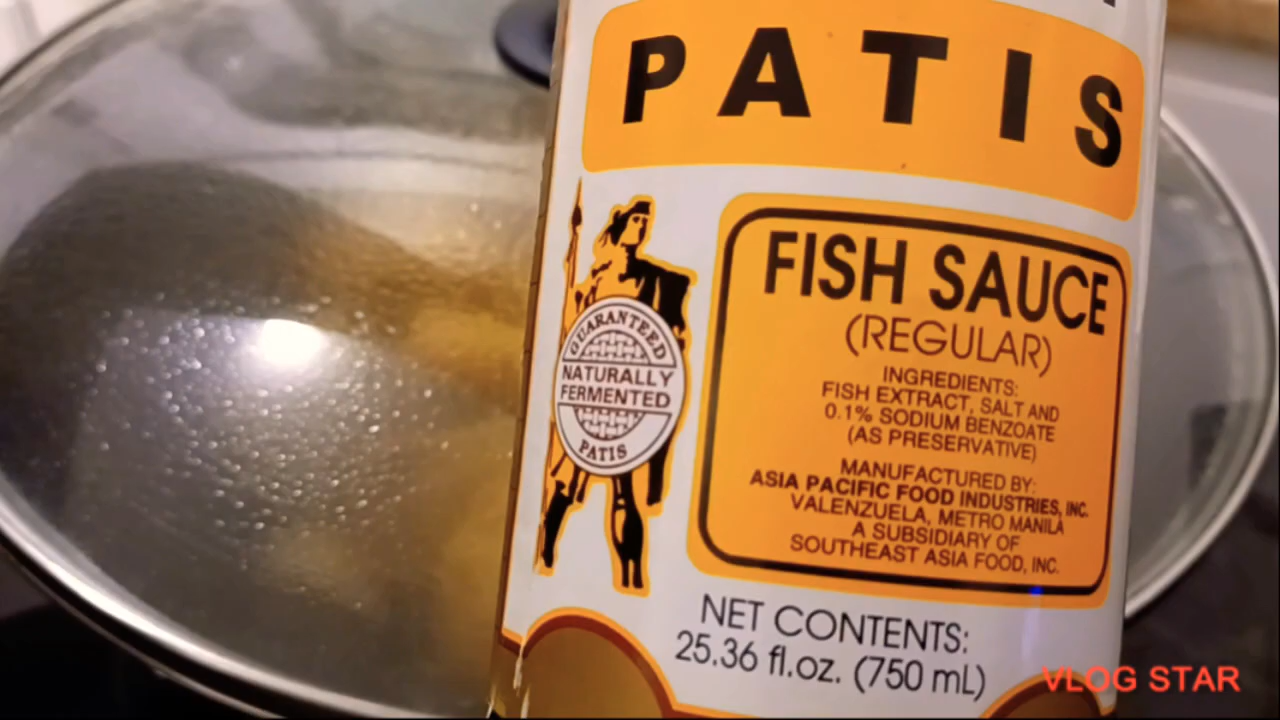 PATIS
FISH SAUCE
(REGULAR)
INGREDIENTS:
FISH EXTRACT, SALT AND
0.1% SODIUM BENZOATE
(AS PRESERVATIVE)
MANUFACTURED BY:
ASIA PACIFIC FOOD INDUSTRIES, INC.
VALENZUELA, METRO MANILA
A SUBSIDIARY OF
SOUTHEAST ASIA FOOD, INC.
GUARANTEED
NATURALLY
FERMENTED
PATIS
NET CONTENTS:
25.36 fl.oz. (750 mL)
VLOG STAR